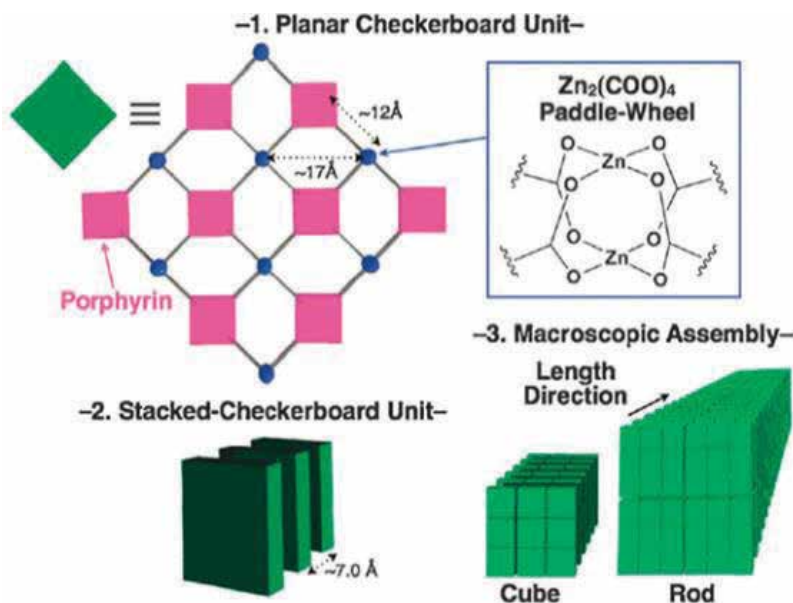 –1. Planar Checkerboard Unit–
~12Å
~17Å
Porphyrin
Zn₂(COO)₄
Paddle-Wheel
O O
Zn
O O
O O
Zn
O O
–2. Stacked-Checkerboard Unit–
~7.0 Å
–3. Macroscopic Assembly–
Length
Direction
Cube Rod